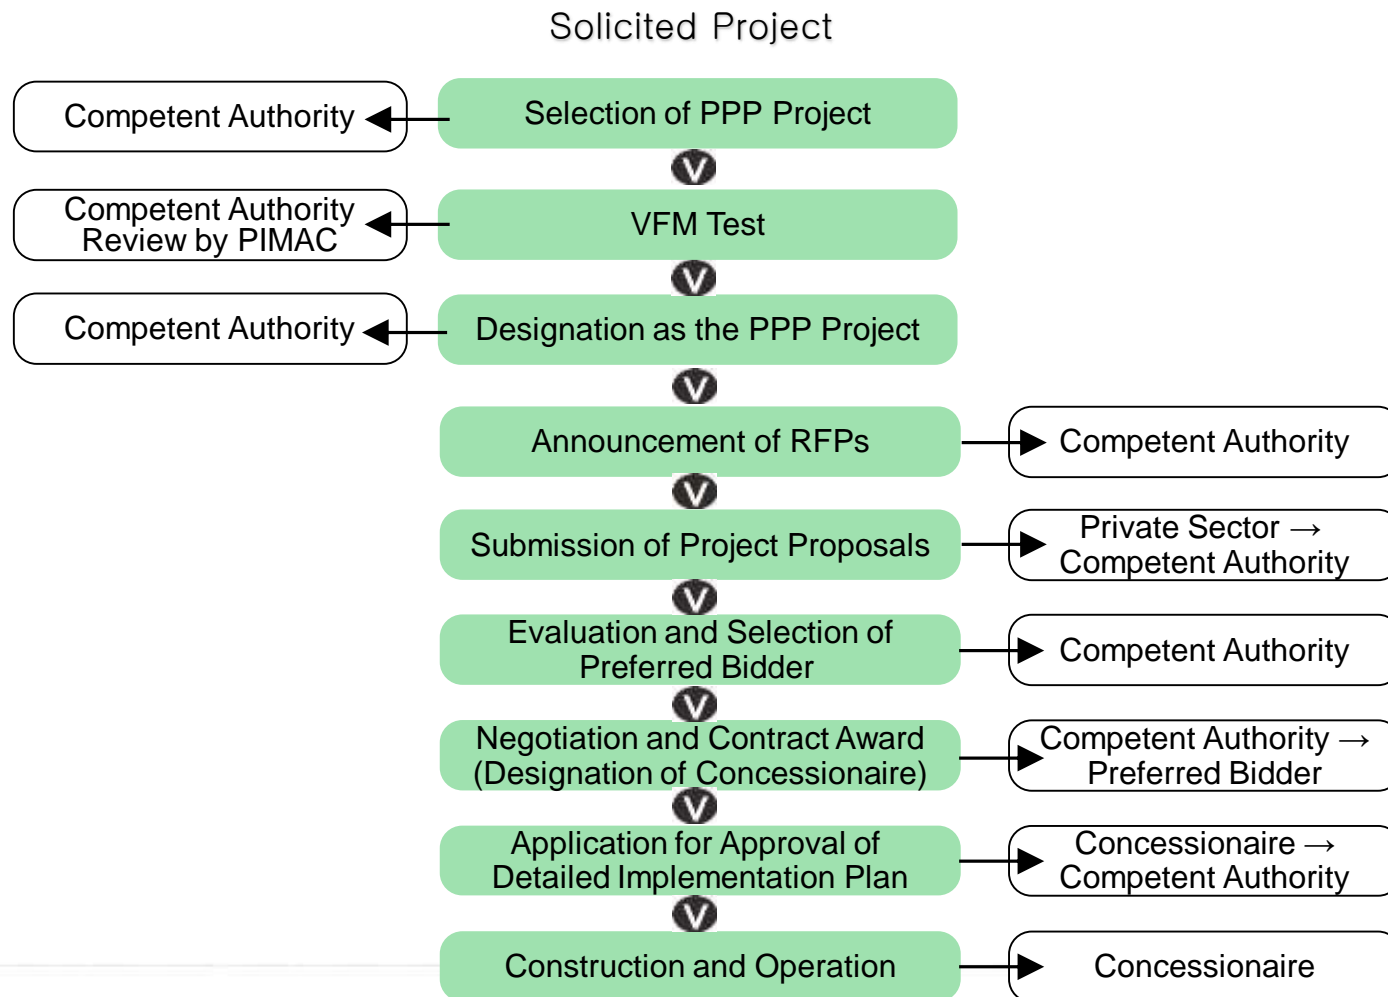 Solicited Project
Competent Authority
Selection of PPP Project
V
Competent Authority
Review by PIMAC
VFM Test
V
Competent Authority
Designation as the PPP Project
V
Announcement of RFPs
Competent Authority
V
Submission of Project Proposals
Private Sector →
Competent Authority
V
Evaluation and Selection of
Preferred Bidder
Competent Authority
V
Negotiation and Contract Award
(Designation of Concessionaire)
Competent Authority →
Preferred Bidder
V
Application for Approval of
Detailed Implementation Plan
Concessionaire →
Competent Authority
V
Construction and Operation
Concessionaire